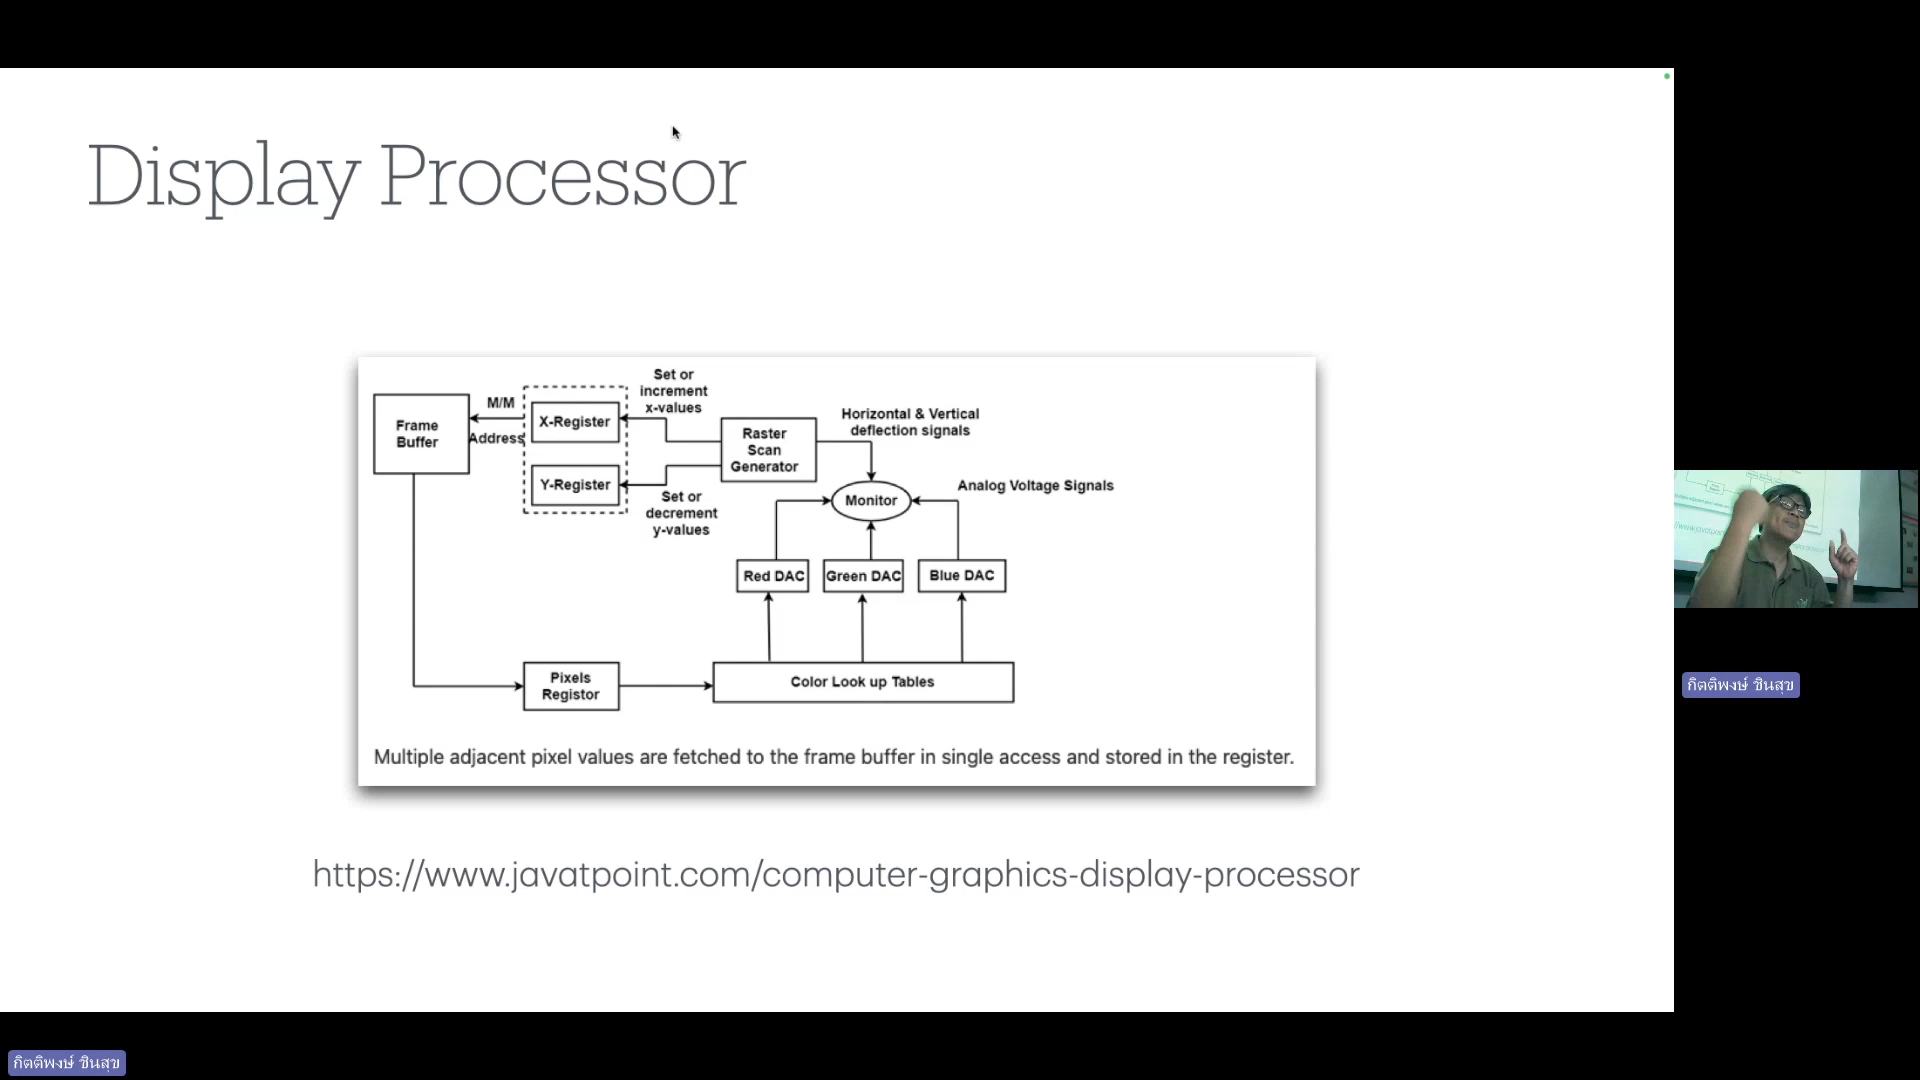 Display Processor
Set or
increment
x-values
M/M
Address
Frame
Buffer
X-Register
Y-Register
Set or
decrement
y-values
Raster
Scan
Generator
Horizontal & Vertical
deflection signals
Monitor
Analog Voltage Signals
Red DAC
Green DAC
Blue DAC
Pixels
Registor
Color Look up Tables
Multiple adjacent pixel values are fetched to the frame buffer in single access and stored in the register.
https://www.javatpoint.com/computer-graphics-display-processor
กิตติพงษ์ ชินสุข
กิตติพงษ์ ชินสุข